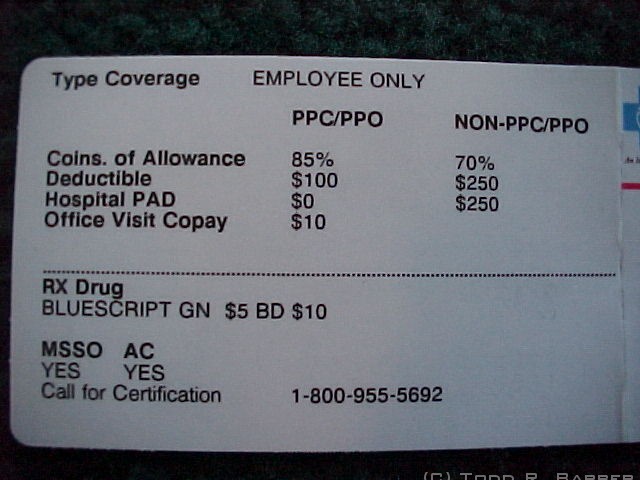 Type Coverage EMPLOYEE ONLY
PPC/PPO NON-PPC/PPO
Coins. of Allowance 85% 70%
Deductible $100 $250
Hospital PAD $0 $250
Office Visit Copay $10
RX Drug
BLUESCRIPT GN $5 BD $10
MSSO AC
YES YES
Call for Certification 1-800-955-5692
(C) Todd R. Barber